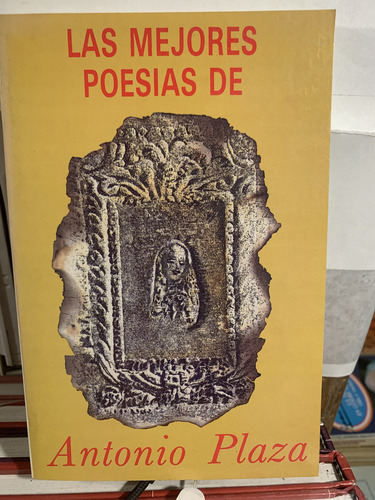 LAS MEJORES
POESIAS DE
Antonio Plaza